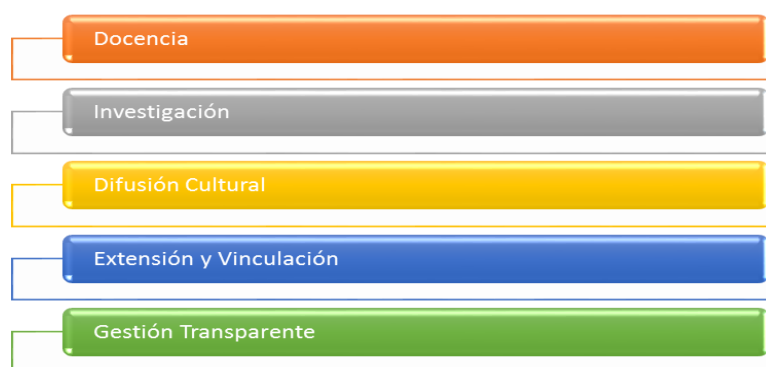 Docencia
Investigación
Difusión Cultural
Extensión y Vinculación
Gestión Transparente